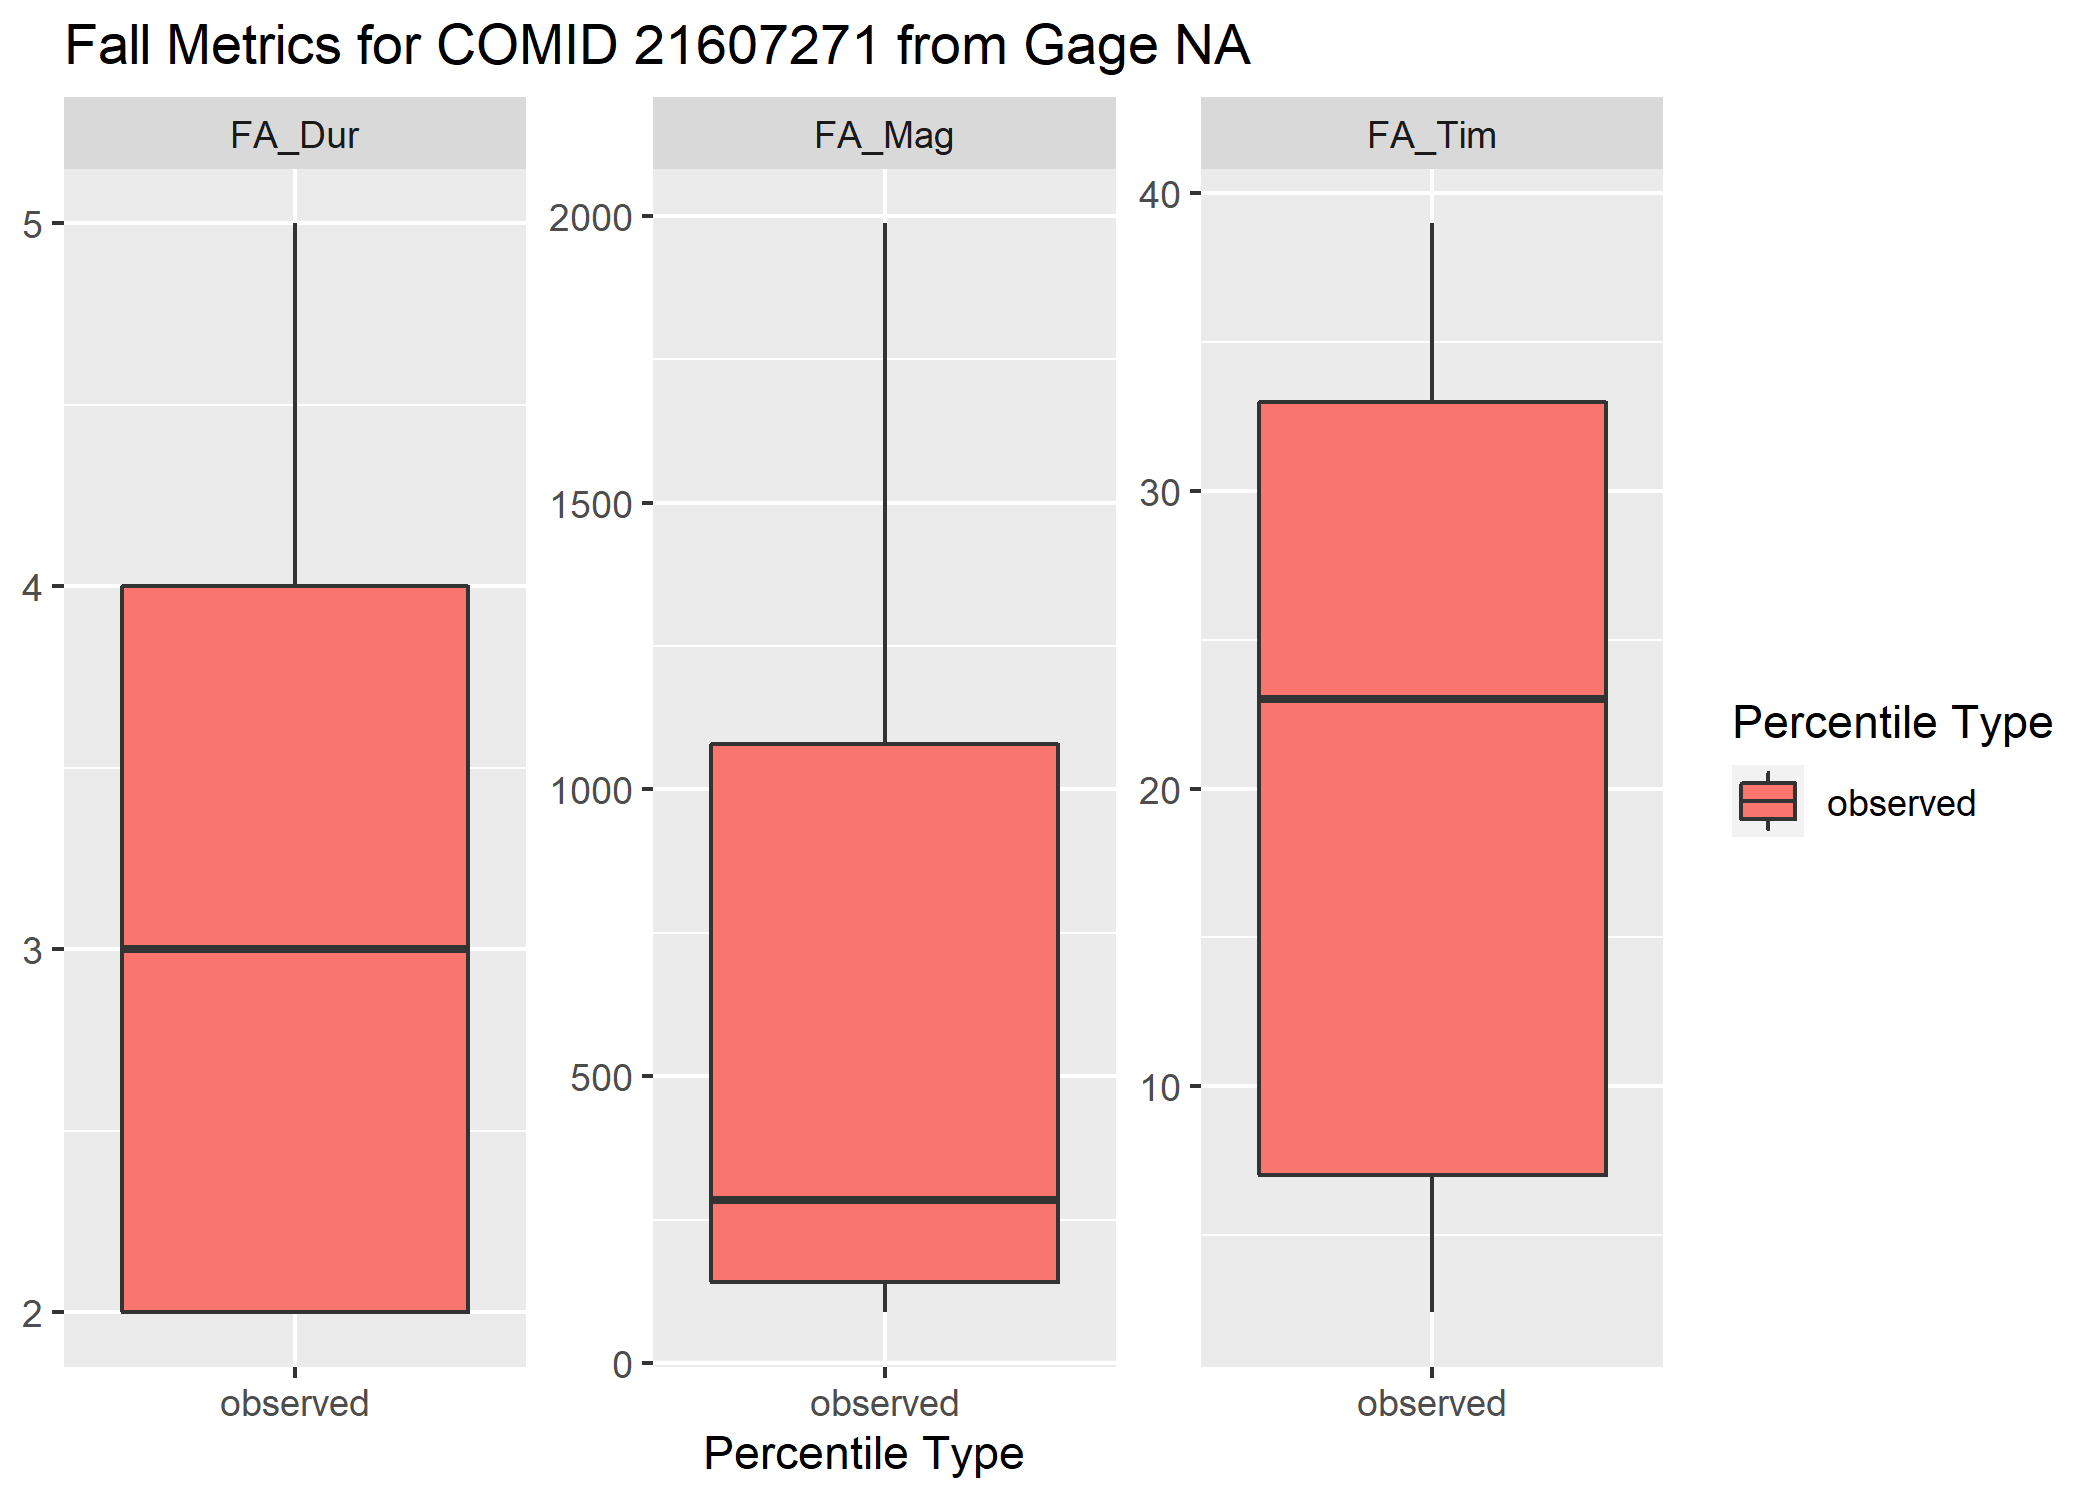 Fall Metrics for COMID 21607271 from Gage NA
FA_Dur
FA_Mag
FA_Tim
5
4
3
2
2000
1500
1000
500
0
40
30
20
10
observed
observed
observed
Percentile Type
Percentile Type
observed